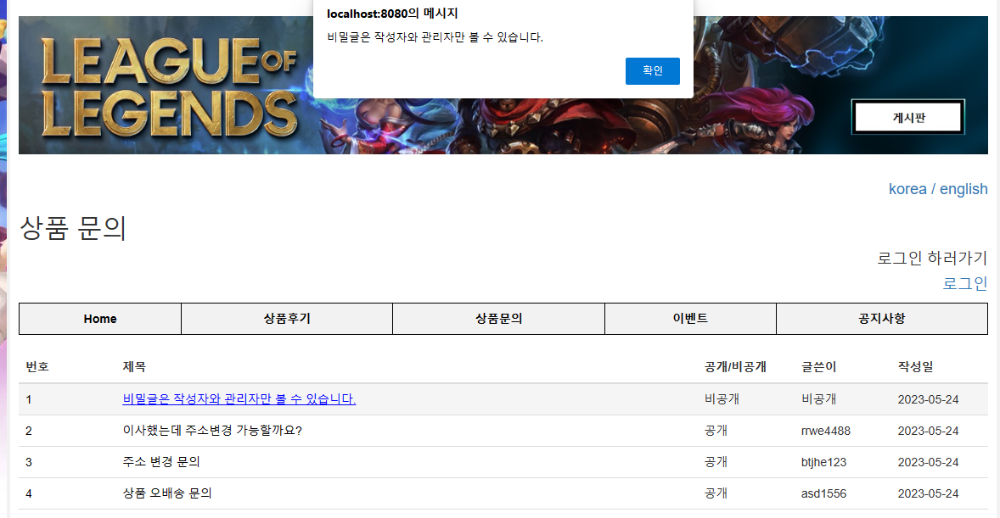 localhost:8080의 메시지
비밀글은 작성자와 관리자만 볼 수 있습니다.
확인
LEAGUE OF
LEGENDS
게시판
korea / english
상품 문의
로그인 하러가기
로그인
Home 상품후기 상품문의 이벤트 공지사항
번호 제목 공개/비공개 글쓴이 작성일
1 비밀글은 작성자와 관리자만 볼 수 있습니다. 비공개 비공개 2023-05-24
2 이사했는데 주소변경 가능할까요? 공개 rrwe4488 2023-05-24
3 주소 변경 문의 공개 btjhe123 2023-05-24
4 상품 오배송 문의 공개 asd1556 2023-05-24